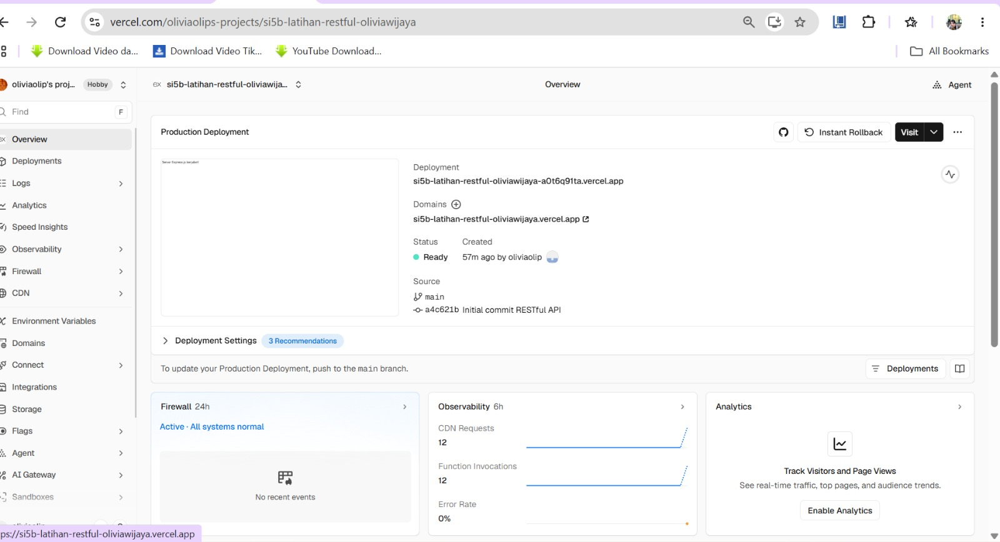 vercel.com/oliviaolips-projects/si5b-latihan-restful-oliviawijaya
Download Video da...
Download Video Tik...
YouTube Download...
All Bookmarks
oliviaolip's proj...
Hobby
si5b-latihan-restful-oliviawija...
Overview
Agent
Find
F
Overview
Deployments
Logs
Analytics
Speed Insights
Observability
Firewall
CDN
Environment Variables
Domains
Connect
Integrations
Storage
Flags
Agent
AI Gateway
Sandboxes
Production Deployment
Instant Rollback
Visit
Server Express.js berjalan!
Deployment
si5b-latihan-restful-oliviawijaya-a0t6q91ta.vercel.app
Domains
si5b-latihan-restful-oliviawijaya.vercel.app
Status Created
Ready 57m ago by oliviaolip
Source
main
a4c621b Initial commit RESTful API
Deployment Settings 3 Recommendations
To update your Production Deployment, push to the main branch.
Deployments
Firewall 24h
Active · All systems normal
No recent events
Observability 6h
CDN Requests
12
Function Invocations
12
Error Rate
0%
Analytics
Track Visitors and Page Views
See real-time traffic, top pages, and audience trends.
Enable Analytics
ps://si5b-latihan-restful-oliviawijaya.vercel.app